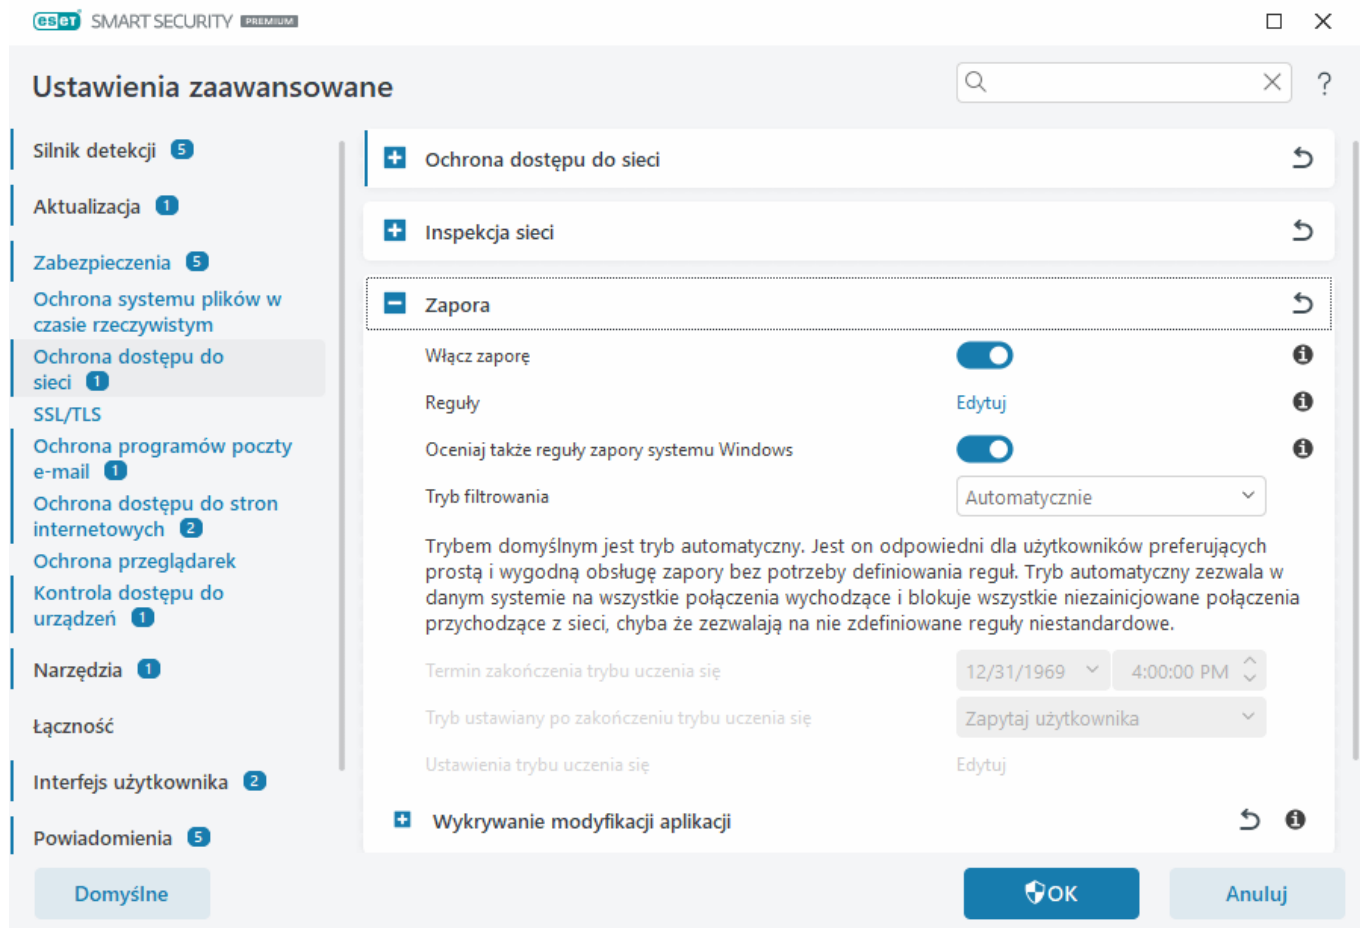 eset SMART SECURITY PREMIUM
Ustawienia zaawansowane
?
Silnik detekcji 5
Aktualizacja 1
Zabezpieczenia 5
Ochrona systemu plików w
czasie rzeczywistym
Ochrona dostępu do
sieci 1
SSL/TLS
Ochrona programów poczty
e-mail 1
Ochrona dostępu do stron
internetowych 2
Ochrona przeglądarek
Kontrola dostępu do
urządzeń 1
Narzędzia 1
Łączność
Interfejs użytkownika 2
Powiadomienia 5
Ochrona dostępu do sieci
Inspekcja sieci
Zapora
Włącz zaporę
Reguły Edytuj
Oceniaj także reguły zapory systemu Windows
Tryb filtrowania Automatycznie
Trybem domyślnym jest tryb automatyczny. Jest on odpowiedni dla użytkowników preferujących
prostą i wygodną obsługę zapory bez potrzeby definiowania reguł. Tryb automatyczny zezwala w
danym systemie na wszystkie połączenia wychodzące i blokuje wszystkie niezainicjowane połączenia
przychodzące z sieci, chyba że zezwalają na nie zdefiniowane reguły niestandardowe.
Termin zakończenia trybu uczenia się 12/31/1969 4:00:00 PM
Tryb ustawiany po zakończeniu trybu uczenia się Zapytaj użytkownika
Ustawienia trybu uczenia się Edytuj
Wykrywanie modyfikacji aplikacji
Domyślne
OK
Anuluj